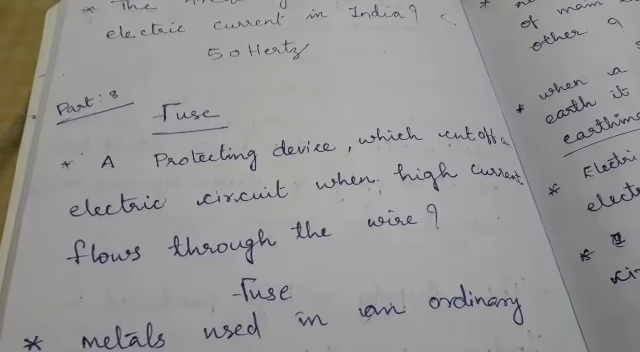 * The
electric current in India?
50 Hertz
Part: 8
Fuse
* A Protecting device, which cut off
electric circuit when high current
flows through the wire?
Fuse
* Metals used in an ordinary
of main
other ?
* when a
earth it
earthing
* Electri
elect
*